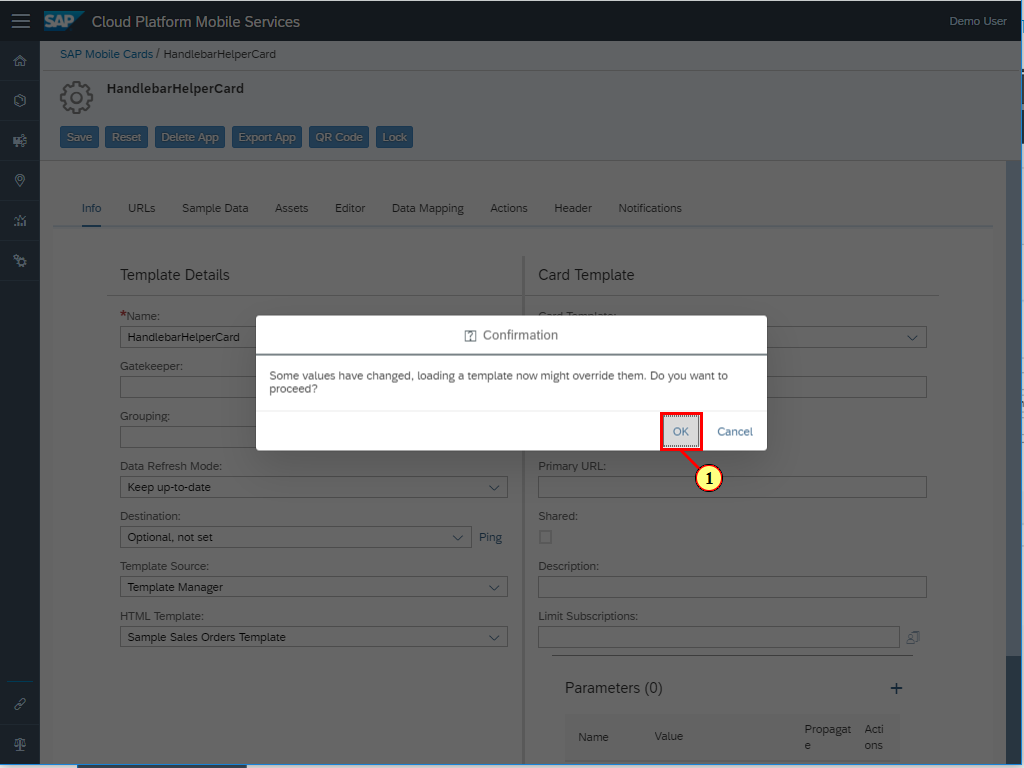 SAP Cloud Platform Mobile Services
Demo User
SAP Mobile Cards / HandlebarHelperCard
HandlebarHelperCard
Save Reset Delete App Export App QR Code Lock
Info URLs Sample Data Assets Editor Data Mapping Actions Header Notifications
Template Details
Card Template
*Name:
Card Template:
HandlebarHelperCard
Gatekeeper:
Grouping:
Confirmation
Some values have changed, loading a template now might override them. Do you want to
proceed?
OK Cancel
1
Data Refresh Mode:
Primary URL:
Keep up-to-date
Destination:
Shared:
Optional, not set
Ping
Template Source:
Description:
Template Manager
HTML Template:
Limit Subscriptions:
Sample Sales Orders Template
Parameters (0)
Name Value Propagat Acti
e ons